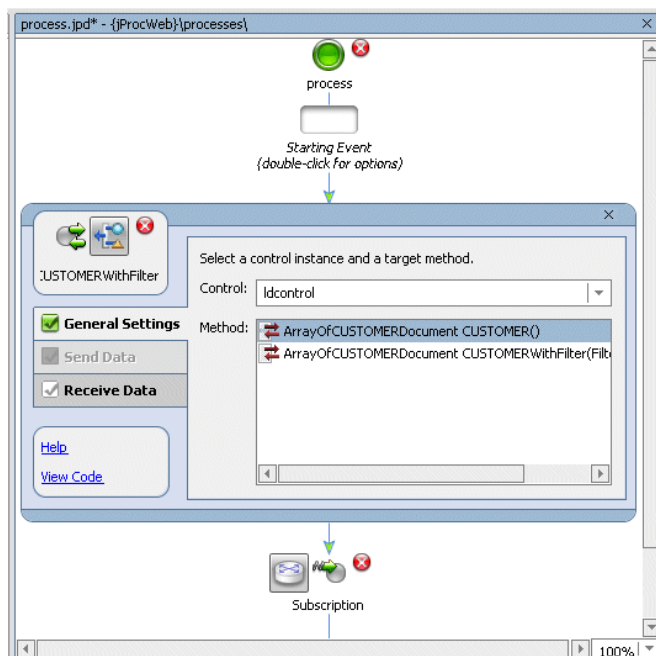 process.jpd* - {jProcWeb}\processes\
process
Starting Event
(double-click for options)
CUSTOMERWithFilter
Select a control instance and a target method.
Control: ldcontrol
General Settings
Method: ArrayOfCUSTOMERDocument CUSTOMER()
ArrayOfCUSTOMERDocument CUSTOMERWithFilter(Filt
Send Data
Receive Data
Help
View Code
Subscription
100%